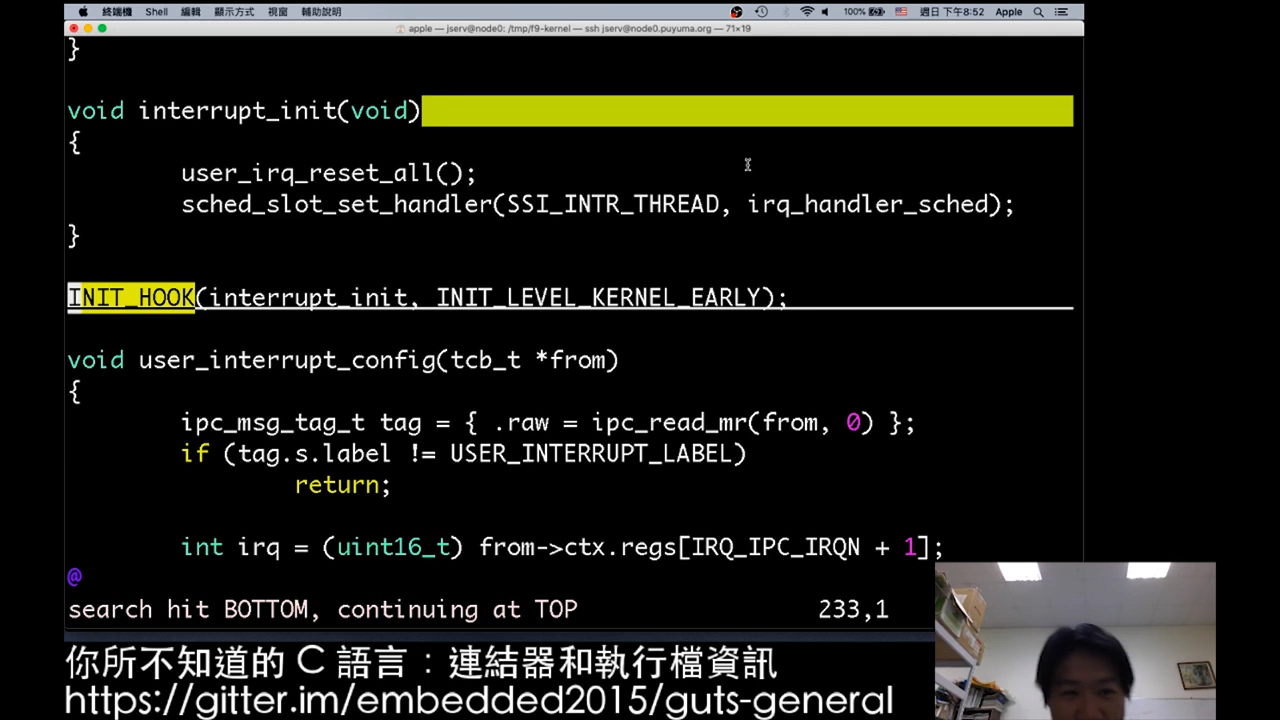 終端機 Shell 編輯 顯示方式 視窗 輔助說明 100% 週日 下午8:52 Apple
apple — jserv@node0: /tmp/f9-kernel — ssh jserv@node0.puyuma.org — 71×19
}
void interrupt_init(void)
{
user_irq_reset_all();
sched_slot_set_handler(SSI_INTR_THREAD, irq_handler_sched);
}
INIT_HOOK(interrupt_init, INIT_LEVEL_KERNEL_EARLY);
void user_interrupt_config(tcb_t *from)
{
ipc_msg_tag_t tag = { .raw = ipc_read_mr(from, 0) };
if (tag.s.label != USER_INTERRUPT_LABEL)
return;
int irq = (uint16_t) from->ctx.regs[IRQ_IPC_IRQN + 1];
@
search hit BOTTOM, continuing at TOP 233,1
你所不知道的 C 語言：連結器和執行檔資訊
https://gitter.im/embedded2015/guts-general